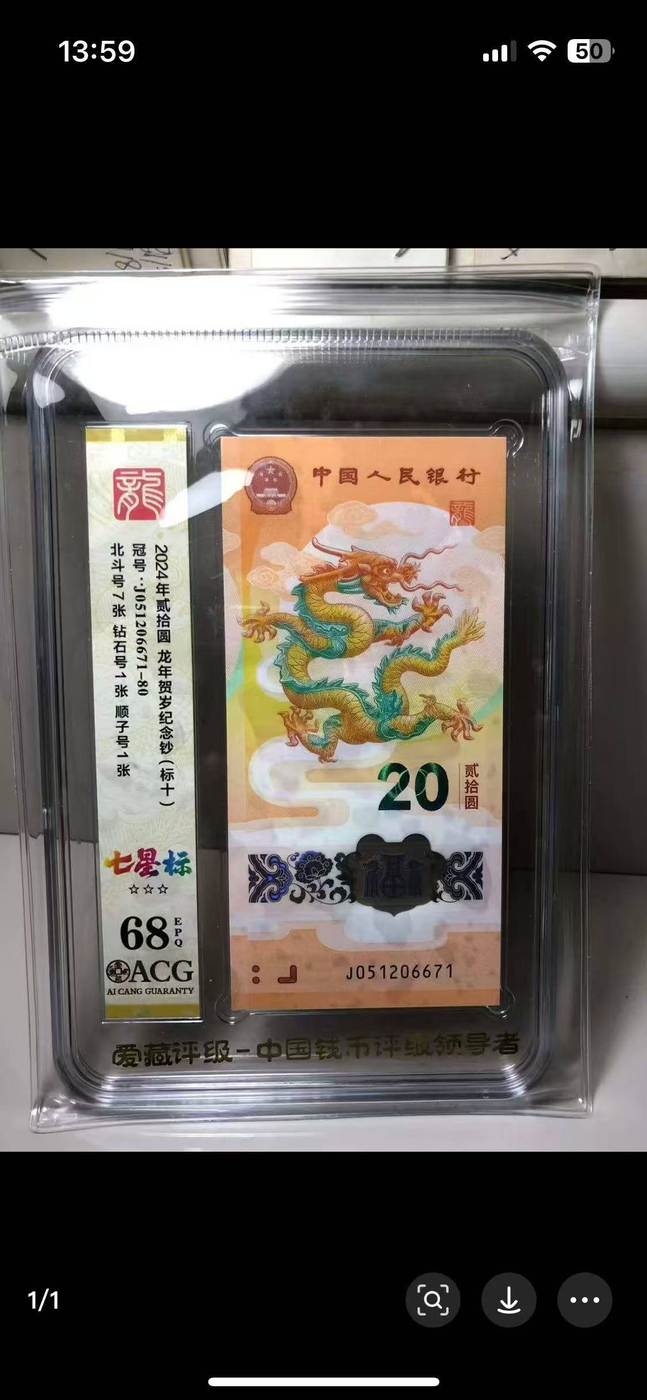 13:59
50
龍
2024年贰拾圆 龙年贺岁纪念钞(标十)
冠号:J051206671-80
北斗号7张 钻石号1张 顺子号1张
七星标
☆☆☆
68 EPQ
ACG
AI CANG GUARANTY
中国人民银行
龍
20 贰拾圆
福
J051206671
爱藏评级-中国钱币评级领导者
1/1